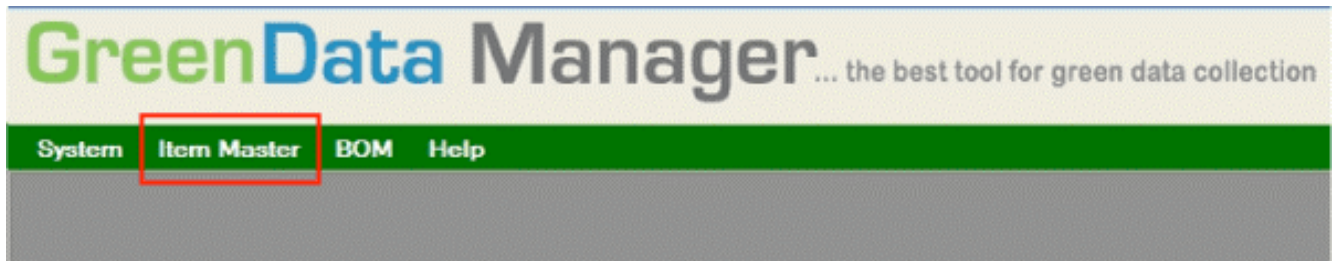 GreenData Manager... the best tool for green data collection
System Item Master BOM Help